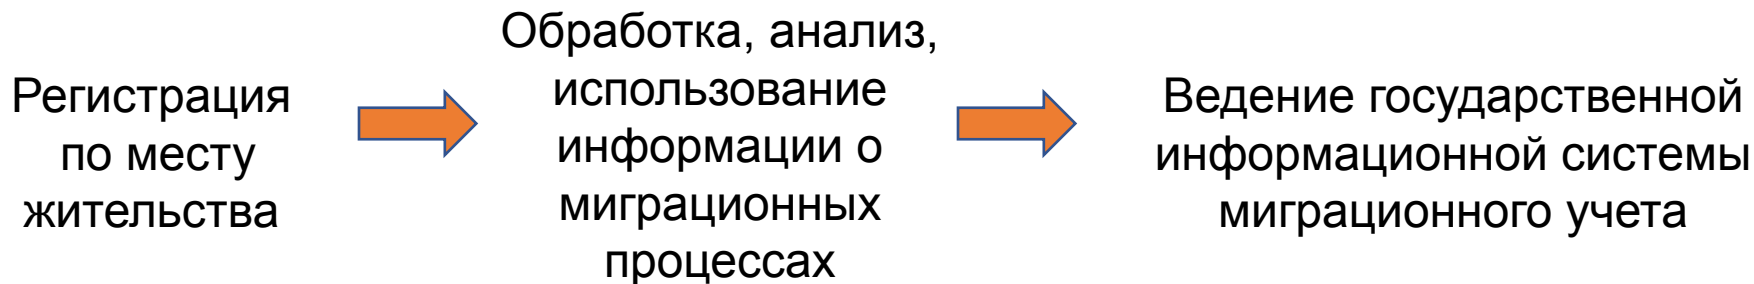 Регистрация
по месту
жительства
Обработка, анализ,
использование
информации о
миграционных
процессах
Ведение государственной
информационной системы
миграционного учета